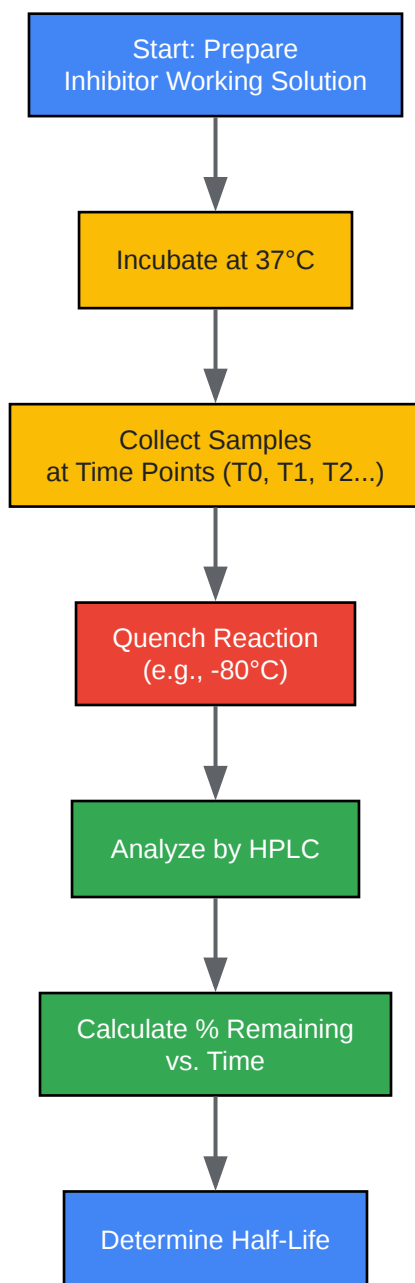 Start: Prepare
Inhibitor Working Solution
Incubate at 37°C
Collect Samples
at Time Points (T0, T1, T2...)
Quench Reaction
(e.g., -80°C)
Analyze by HPLC
Calculate % Remaining
vs. Time
Determine Half-Life